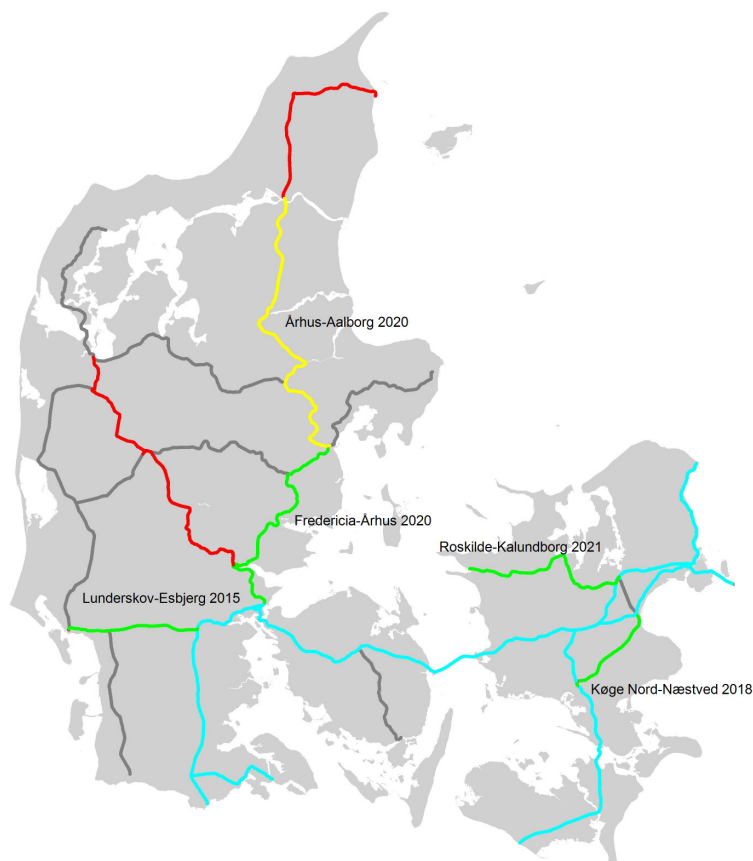 Århus-Aalborg 2020
Fredericia-Århus 2020
Roskilde-Kalundborg 2021
Lunderskov-Esbjerg 2015
Køge Nord-Næstved 2018